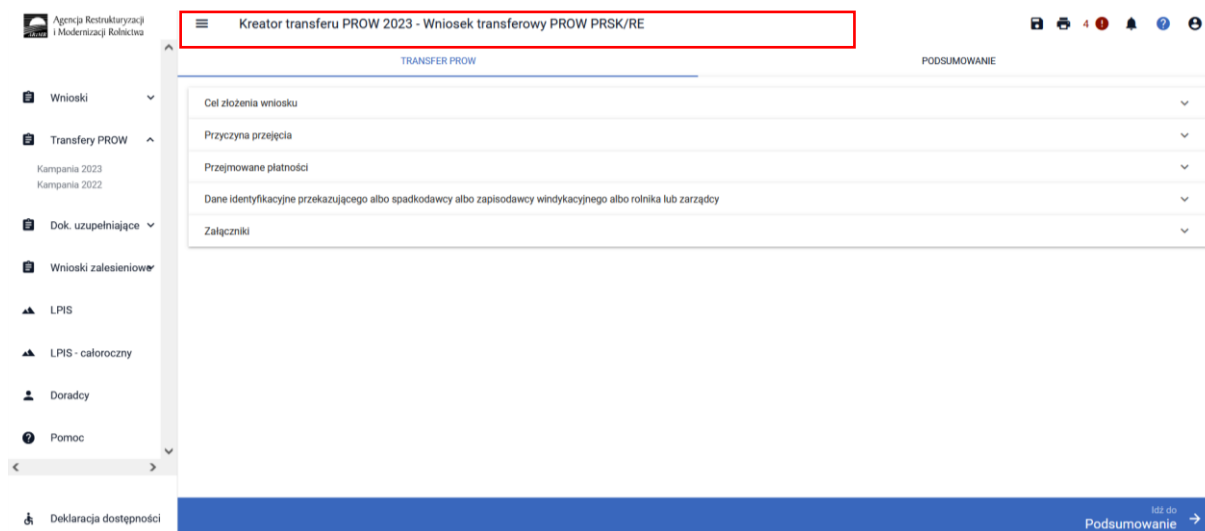 Agencja Restrukturyzacji
i Modernizacji Rolnictwa
Kreator transferu PROW 2023 - Wniosek transferowy PROW PRSK/RE
4
TRANSFER PROW
PODSUMOWANIE
Wnioski
Transfery PROW
Kampania 2023
Kampania 2022
Dok. uzupełniające
Wnioski zalesieniowe
LPIS
LPIS - całoroczny
Doradcy
Pomoc
Deklaracja dostępności
Cel złożenia wniosku
Przyczyna przejęcia
Przejmowane płatności
Dane identyfikacyjne przekazującego albo spadkodawcy albo zapisodawcy windykacyjnego albo rolnika lub zarządcy
Załączniki
Idź do
Podsumowanie